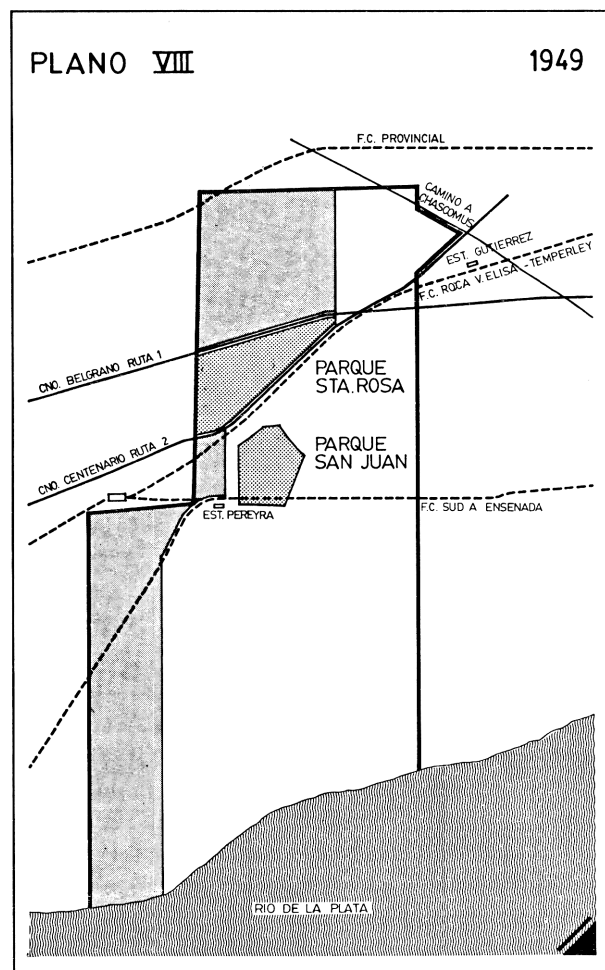 PLANO VIII
1949
F.C. PROVINCIAL
CAMINO A
CHASCOMUS
EST. GUTIERREZ
F.C. ROCA V. ELISA - TEMPERLEY
CNO. BELGRANO RUTA 1
PARQUE
STA. ROSA
CNO. CENTENARIO RUTA 2
PARQUE
SAN JUAN
EST. PEREYRA
F.C. SUD A ENSENADA
RIO DE LA PLATA